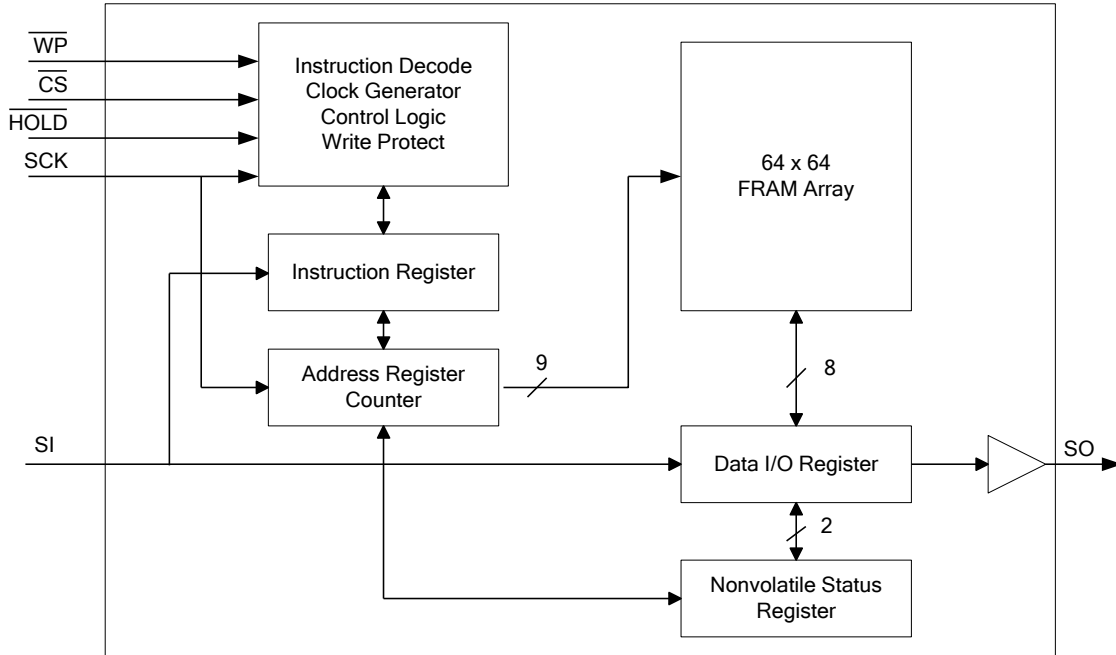 WP
CS
HOLD
SCK
Instruction Decode
Clock Generator
Control Logic
Write Protect
64 x 64
FRAM Array
Instruction Register
Address Register
Counter
9
8
SI
Data I/O Register
SO
2
Nonvolatile Status
Register